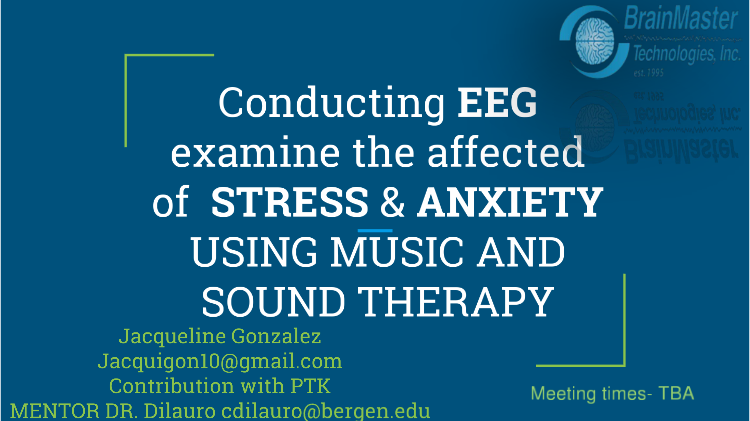 BrainMaster
Technologies, Inc.
est. 1995
Conducting EEG
examine the affected
of STRESS & ANXIETY
USING MUSIC AND
SOUND THERAPY
Jacqueline Gonzalez
Jacquigon10@gmail.com
Contribution with PTK
MENTOR DR. Dilauro cdilauro@bergen.edu
Meeting times- TBA